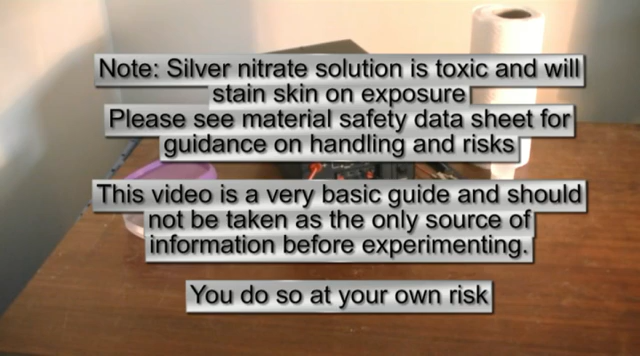 Note: Silver nitrate solution is toxic and will
stain skin on exposure
Please see material safety data sheet for
guidance on handling and risks
This video is a very basic guide and should
not be taken as the only source of
information before experimenting.
You do so at your own risk